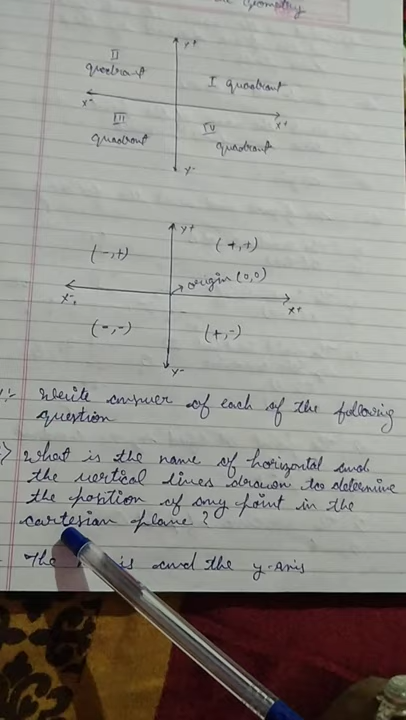 Geometry
y+
II
quadrant
I quadrant
x-
x+
III
quadrant
IV
quadrant
y-
y+
(-,+)
(+,+)
origin (0,0)
x-
x+
(-,-)
(+,-)
y-
write answer of each of the following
question
what is the name of horizontal and
the vertical lines drawn to determine
the position of any point in the
cartesian plane?
The is and the y-axis